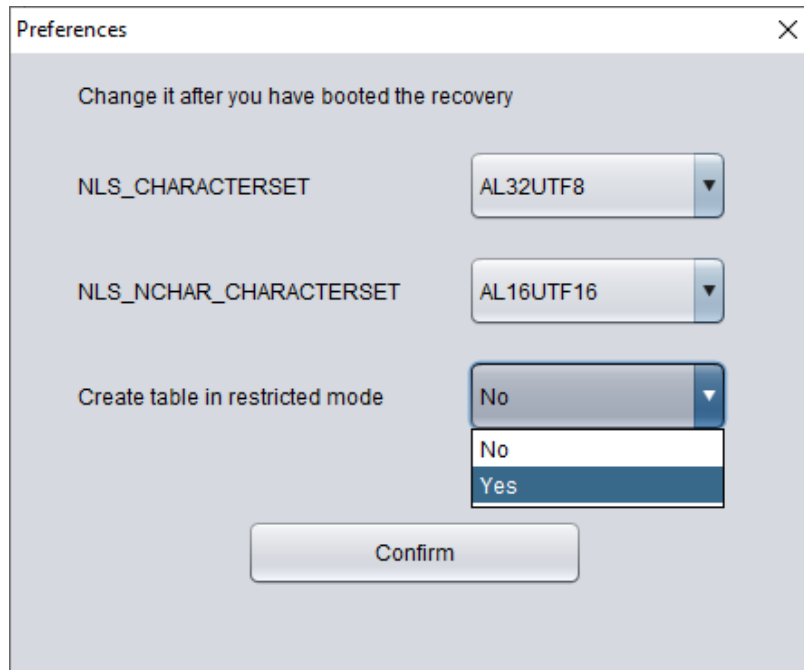 Preferences
Change it after you have booted the recovery
NLS_CHARACTERSET AL32UTF8
NLS_NCHAR_CHARACTERSET AL16UTF16
Create table in restricted mode No
No
Yes
Confirm